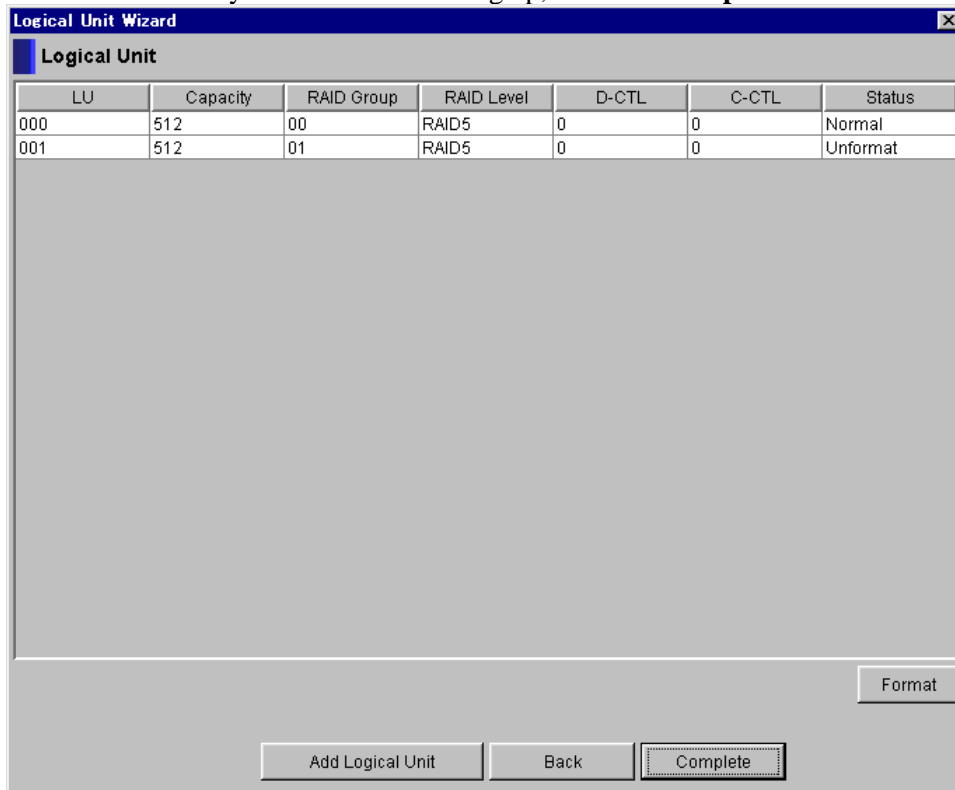 Logical Unit Wizard
Logical Unit
LU Capacity RAID Group RAID Level D-CTL C-CTL Status
000 512 00 RAID5 0 0 Normal
001 512 01 RAID5 0 0 Unformat
Format
Add Logical Unit Back Complete